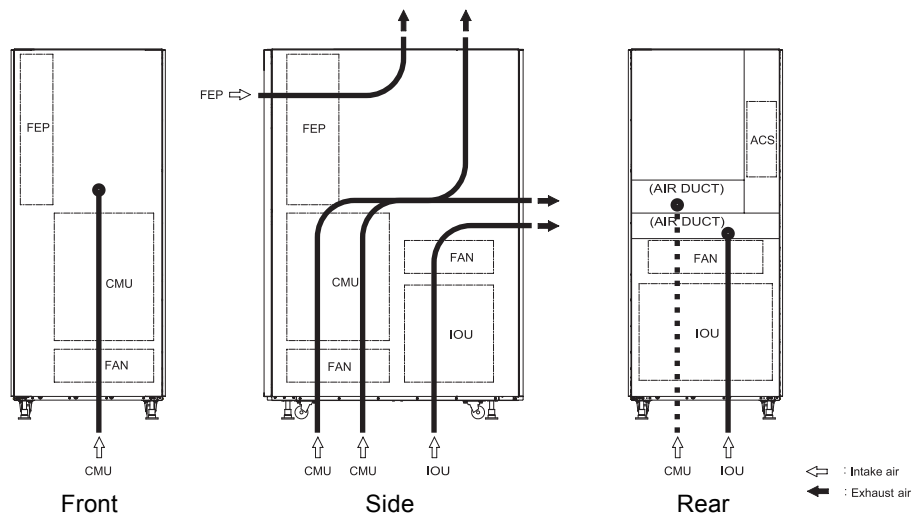 FEP
CMU
FAN
CMU
Front
FEP
FEP
CMU
FAN
FAN
IOU
CMU
CMU
IOU
Side
ACS
(AIR DUCT)
(AIR DUCT)
FAN
IOU
CMU
IOU
Rear
: Intake air
: Exhaust air